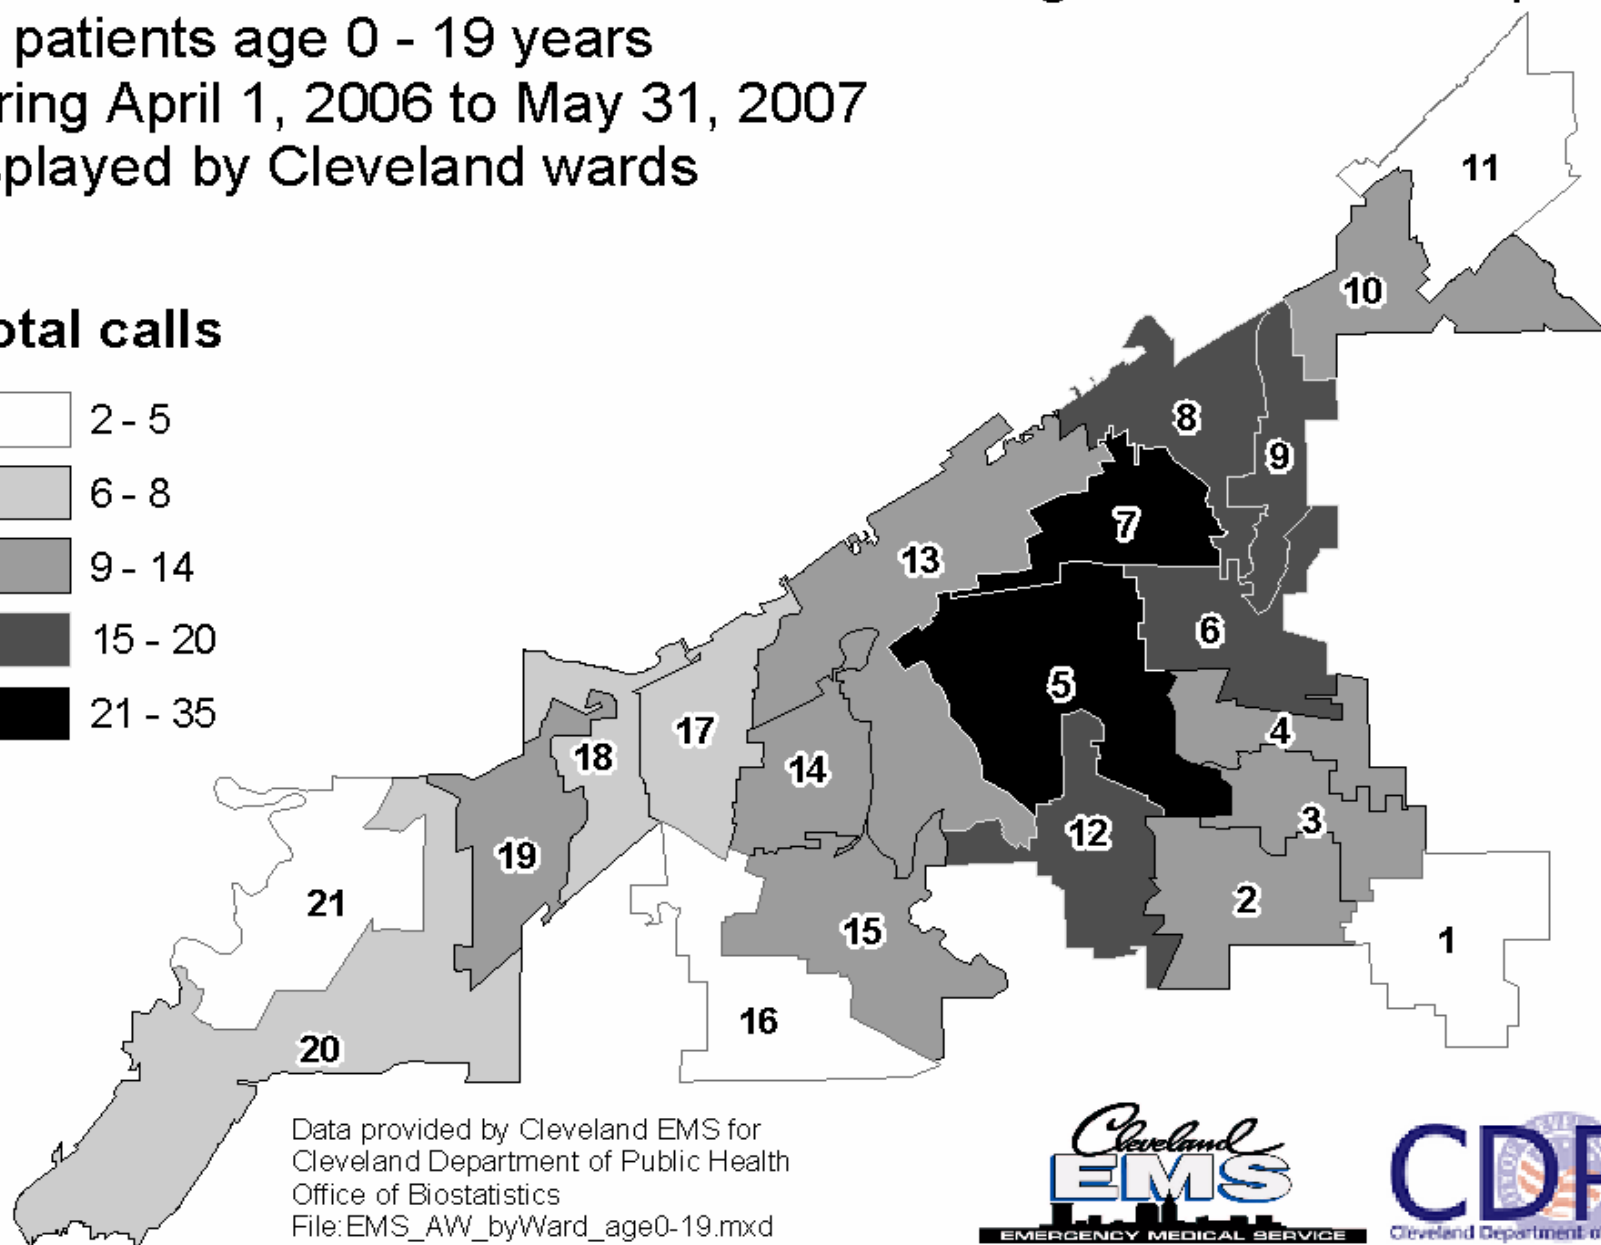 patients age 0 - 19 years
ring April 1, 2006 to May 31, 2007
splayed by Cleveland wards
otal calls
2 - 5
6 - 8
9 - 14
15 - 20
21 - 35
11
10
8
9
7
13
6
5
4
17
18
14
3
12
19
2
21
15
1
16
20
Data provided by Cleveland EMS for
Cleveland Department of Public Health
Office of Biostatistics
File:EMS_AW_byWard_age0-19.mxd
Cleveland
EMS
EMERGENCY MEDICAL SERVICE
CDP
Cleveland Department of